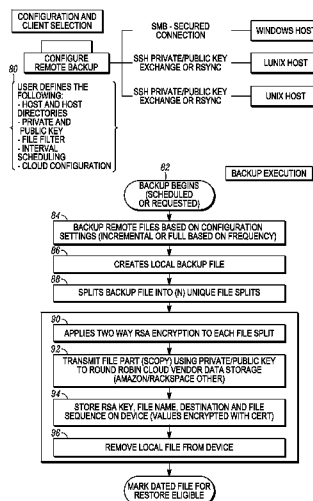 CONFIGURATION AND
CLIENT SELECTION
CONFIGURE
REMOTE BACKUP
80
SMB - SECURED
CONNECTION
WINDOWS HOST
SSH PRIVATE/PUBLIC KEY
EXCHANGE OR RSYNC
LUNIX HOST
SSH PRIVATE/PUBLIC KEY
EXCHANGE OR RSYNC
UNIX HOST
USER DEFINES THE
FOLLOWING:
- HOST AND HOST
DIRECTORIES
- PRIVATE AND
PUBLIC KEY
- FILE FILTER
- INTERVAL
SCHEDULING
- CLOUD CONFIGURATION
BACKUP EXECUTION
82
BACKUP BEGINS
(SCHEDULED
OR REQUESTED)
84
BACKUP REMOTE FILES BASED ON CONFIGURATION
SETTINGS (INCREMENTAL OR FULL BASED ON FREQUENCY)
86
CREATES LOCAL BACKUP FILE
88
SPLITS BACKUP FILE INTO (N) UNIQUE FILE SPLITS
90
APPLIES TWO WAY RSA ENCRYPTION TO EACH FILE SPLIT
92
TRANSMIT FILE PART (SCOPY) USING PRIVATE/PUBLIC KEY
TO ROUND ROBIN CLOUD VENDOR DATA STORAGE
(AMAZON/RACKSPACE OTHER)
94
STORE RSA KEY, FILE NAME, DESTINATION AND FILE
SEQUENCE ON DEVICE (VALUES ENCRYPTED WITH CERT)
96
REMOVE LOCAL FILE FROM DEVICE
MARK DATED FILE FOR
RESTORE ELIGIBLE